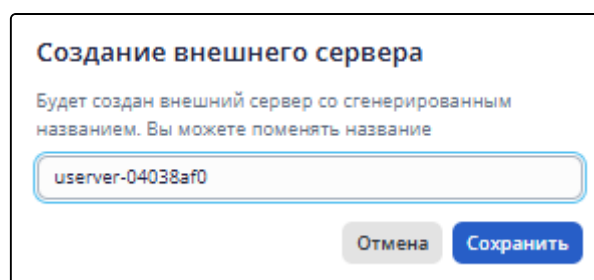 Создание внешнего сервера
Будет создан внешний сервер со сгенерированным
названием. Вы можете поменять название
userver-04038af0
Отмена Сохранить